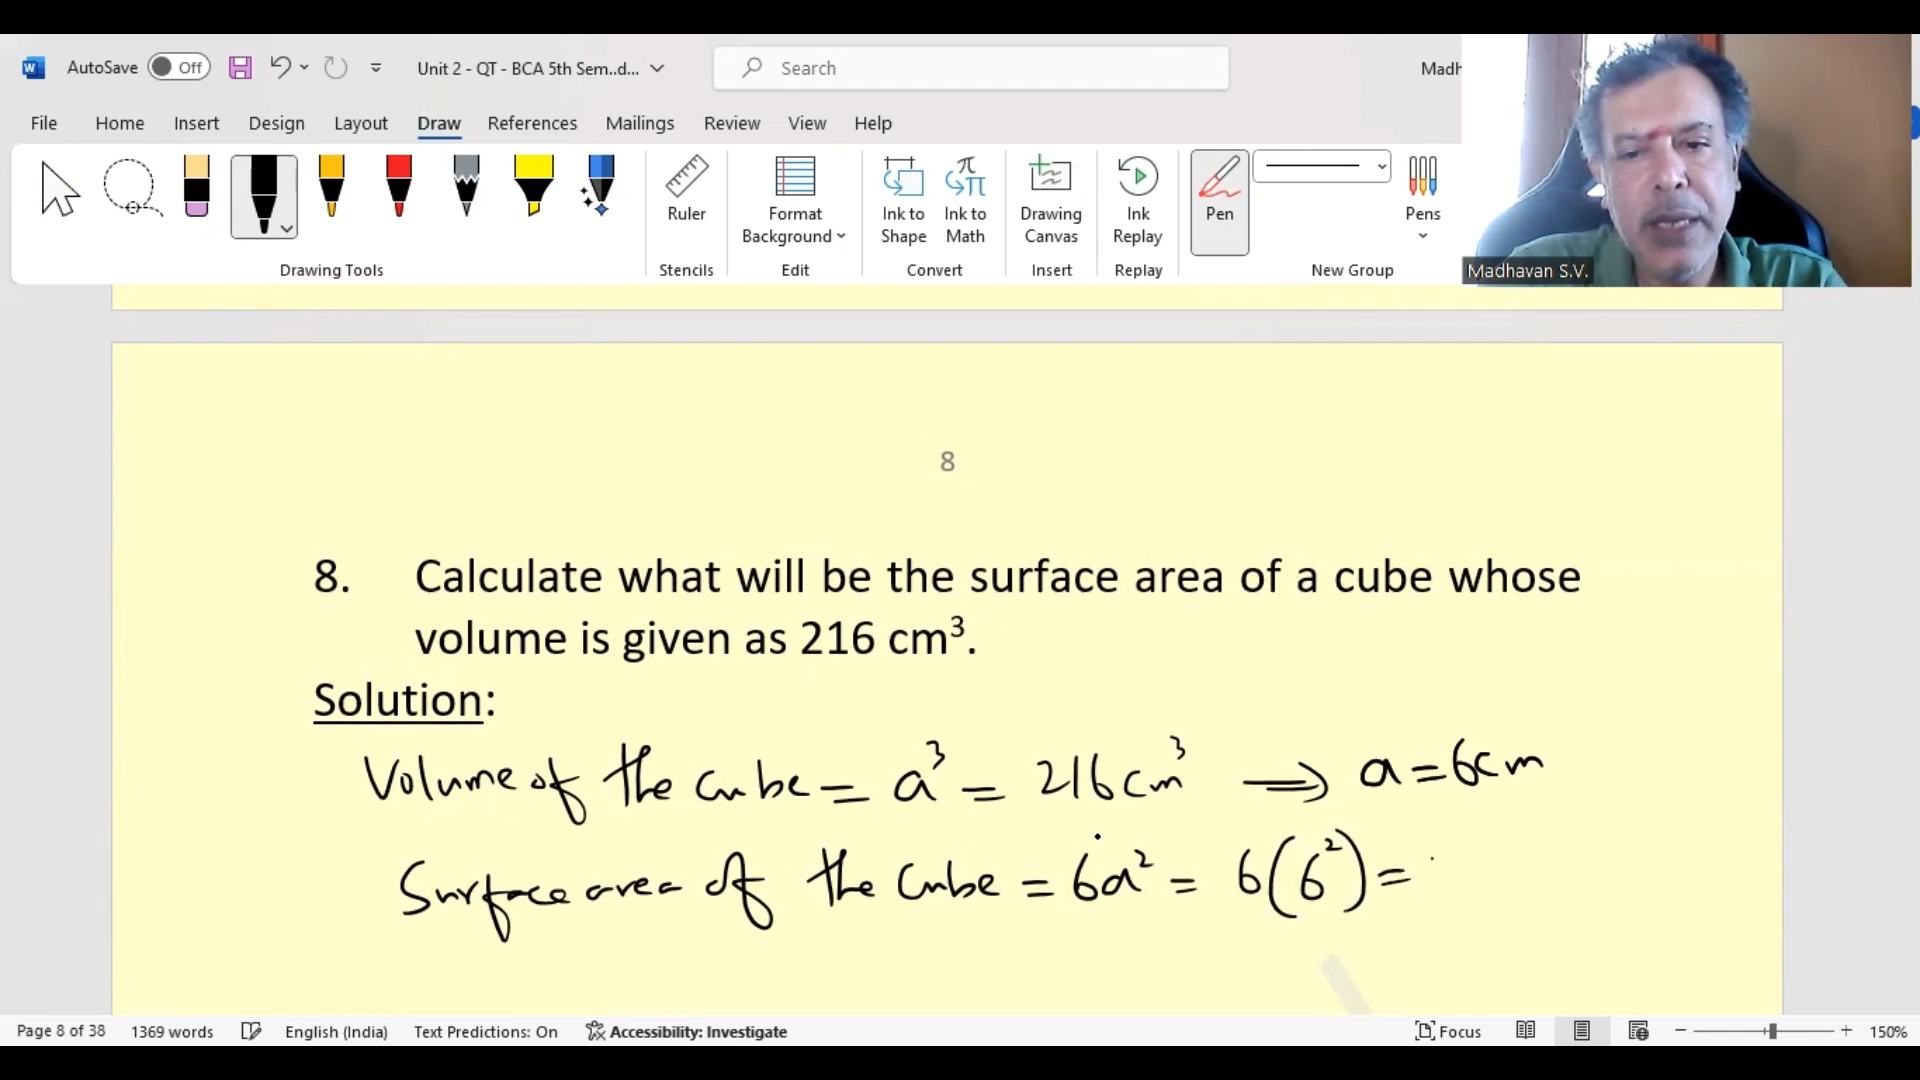 AutoSave Off Unit 2 - QT - BCA 5th Sem..d... Search Madh
File Home Insert Design Layout Draw References Mailings Review View Help
Ruler Format Background Ink to Shape Ink to Math Drawing Canvas Ink Replay Pen Pens
Drawing Tools Stencils Edit Convert Insert Replay New Group
Madhavan S.V.
8
8. Calculate what will be the surface area of a cube whose
volume is given as 216 cm³.
Solution:
Volume of the cube = a³ = 216 cm³ ⟹ a = 6cm
Surface area of the cube = 6a² = 6(6²) =
Page 8 of 38 1369 words English (India) Text Predictions: On Accessibility: Investigate Focus 150%